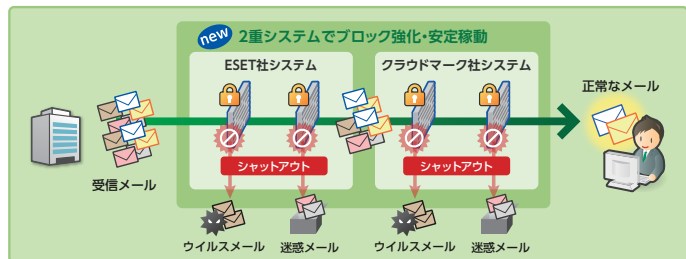 new 2重システムでブロック強化・安定稼動
ESET社システム
クラウドマーク社システム
正常なメール
シャットアウト
シャットアウト
受信メール
ウイルスメール
迷惑メール
ウイルスメール
迷惑メール